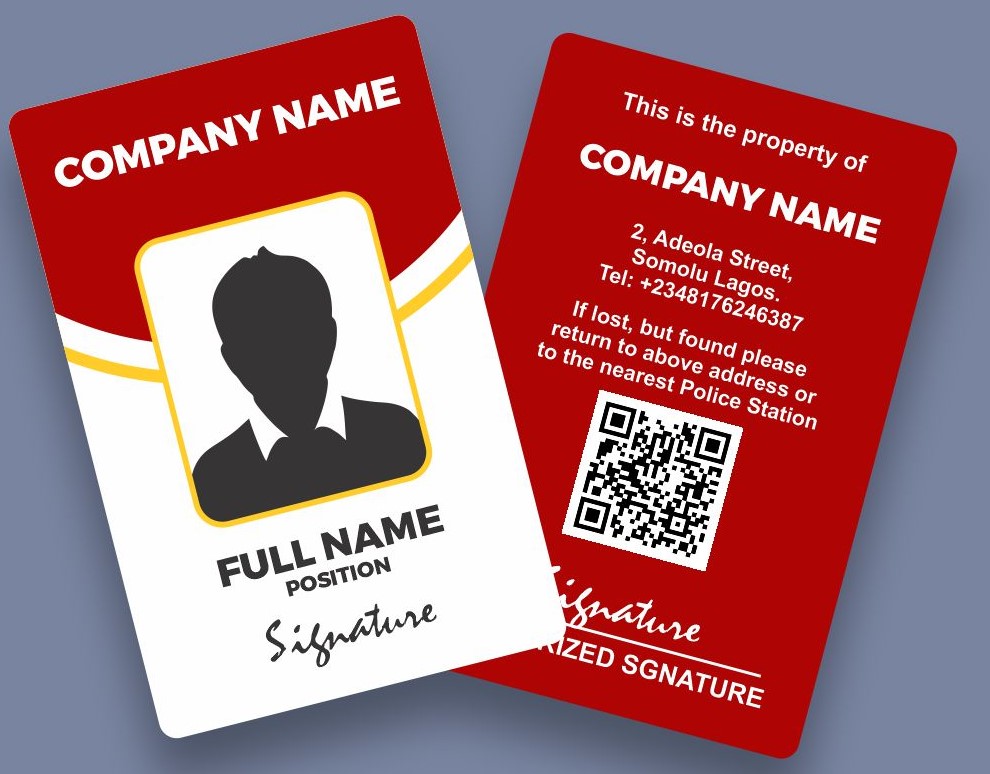 COMPANY NAME
FULL NAME
POSITION
Signature
This is the property of
COMPANY NAME
2, Adeola Street,
Somolu Lagos.
Tel: +2348176246387
If lost, but found please
return to above address or
to the nearest Police Station
Signature
RIZED SGNATURE